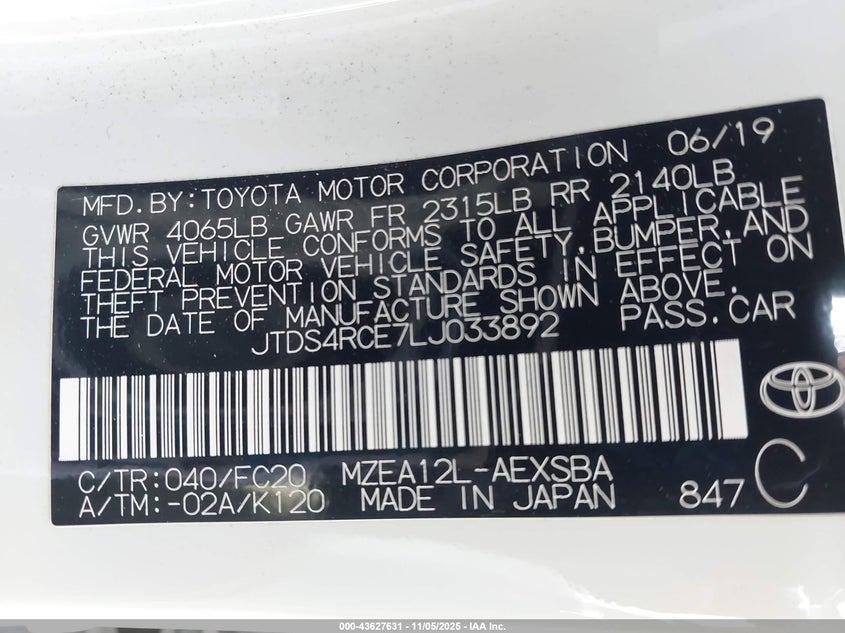 MFD.BY:TOYOTA MOTOR CORPORATION 06/19
GVWR 4065LB GAWR FR 2315LB RR 2140LB
THIS VEHICLE CONFORMS TO ALL APPLICABLE
FEDERAL MOTOR VEHICLE SAFETY,BUMPER,AND
THEFT PREVENTION STANDARDS IN EFFECT ON
THE DATE OF MANUFACTURE SHOWN ABOVE.
JTDS4RCE7LJ033892 PASS.CAR
C/TR:040/FC20 MZEA12L-AEXSBA
A/TM:-02A/K120 MADE IN JAPAN 847 C
000-43627631 - 11/05/2025 - IAA Inc.